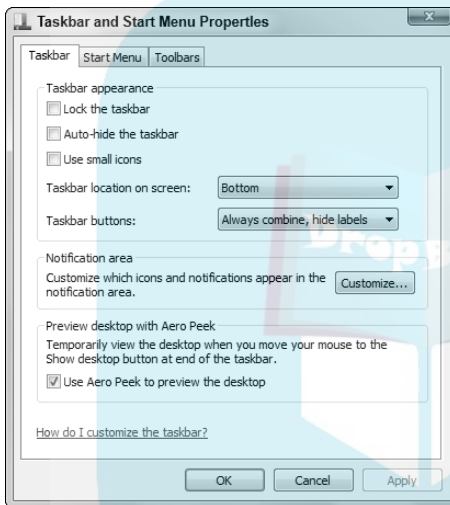 Taskbar and Start Menu Properties
Taskbar
Start Menu
Toolbars
Taskbar appearance
Lock the taskbar
Auto-hide the taskbar
Use small icons
Taskbar location on screen:
Bottom
Taskbar buttons:
Always combine, hide labels
Notification area
Customize which icons and notifications appear in the
notification area.
Customize...
Preview desktop with Aero Peek
Temporarily view the desktop when you move your mouse to the
Show desktop button at end of the taskbar.
Use Aero Peek to preview the desktop
How do I customize the taskbar?
OK
Cancel
Apply